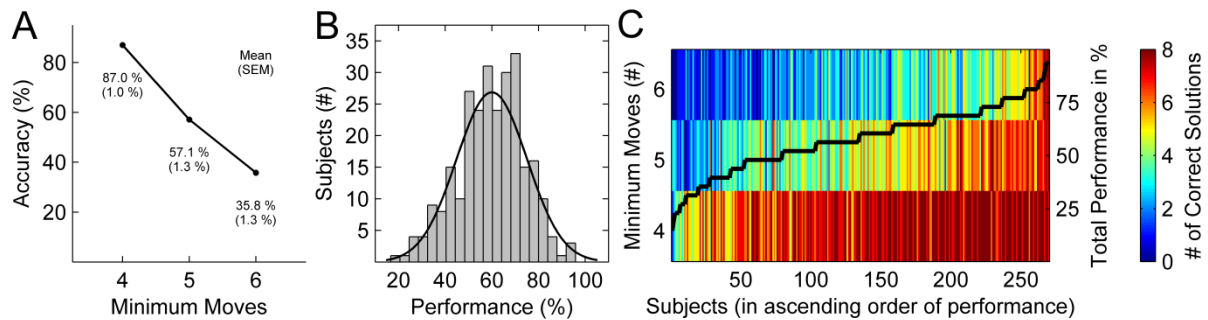 A
Accuracy (%)
80
60
40
20
Mean
(SEM)
87.0 %
(1.0 %)
57.1 %
(1.3 %)
35.8 %
(1.3 %)
4 5 6
Minimum Moves
B
Subjects (#)
35
30
25
20
15
10
5
20 40 60 80 100
Performance (%)
C
Minimum Moves (#)
6
5
4
50 100 150 200 250
Subjects (in ascending order of performance)
75
50
25
Total Performance in %
8
6
4
2
0
# of Correct Solutions